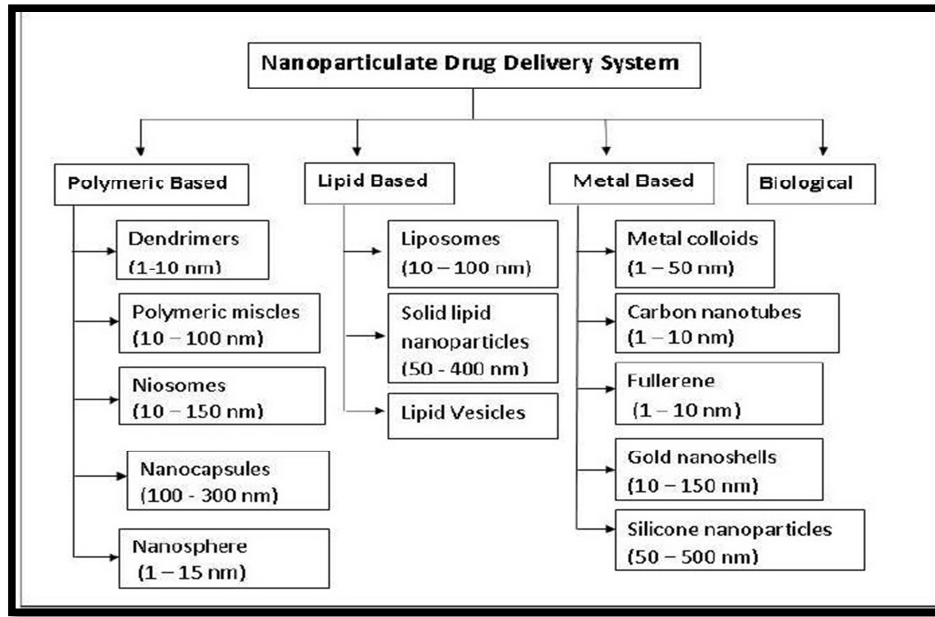 Nanoparticulate Drug Delivery System
Polymeric Based
Lipid Based
Metal Based
Biological
Dendrimers
(1-10 nm)
Polymeric miscles
(10 – 100 nm)
Niosomes
(10 – 150 nm)
Nanocapsules
(100 - 300 nm)
Nanosphere
(1 – 15 nm)
Liposomes
(10 – 100 nm)
Solid lipid
nanoparticles
(50 - 400 nm)
Lipid Vesicles
Metal colloids
(1 – 50 nm)
Carbon nanotubes
(1 – 10 nm)
Fullerene
(1 – 10 nm)
Gold nanoshells
(10 – 150 nm)
Silicone nanoparticles
(50 – 500 nm)